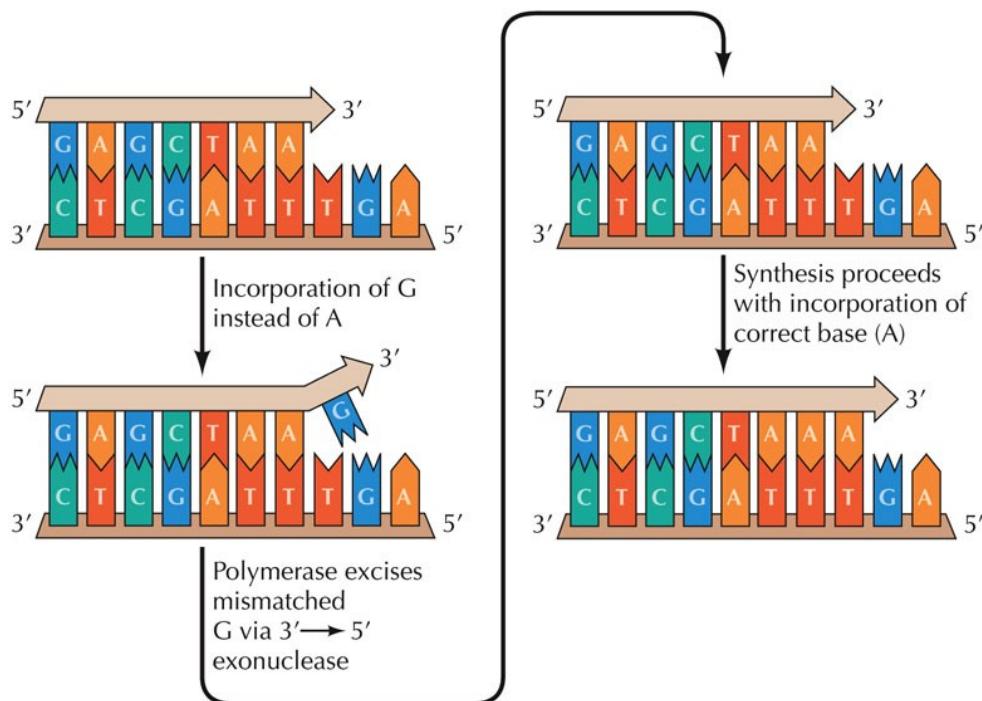 5′ 3′
G A G C T A A
C T C G A T T T G A
3′ 5′
Incorporation of G
instead of A
5′ 3′
G A G C T A A G
C T C G A T T T G A
3′ 5′
Polymerase excises
mismatched
G via 3′⟶ 5′
exonuclease
5′ 3′
G A G C T A A
C T C G A T T T G A
3′ 5′
Synthesis proceeds
with incorporation of
correct base (A)
5′ 3′
G A G C T A A A
C T C G A T T T G A
3′ 5′